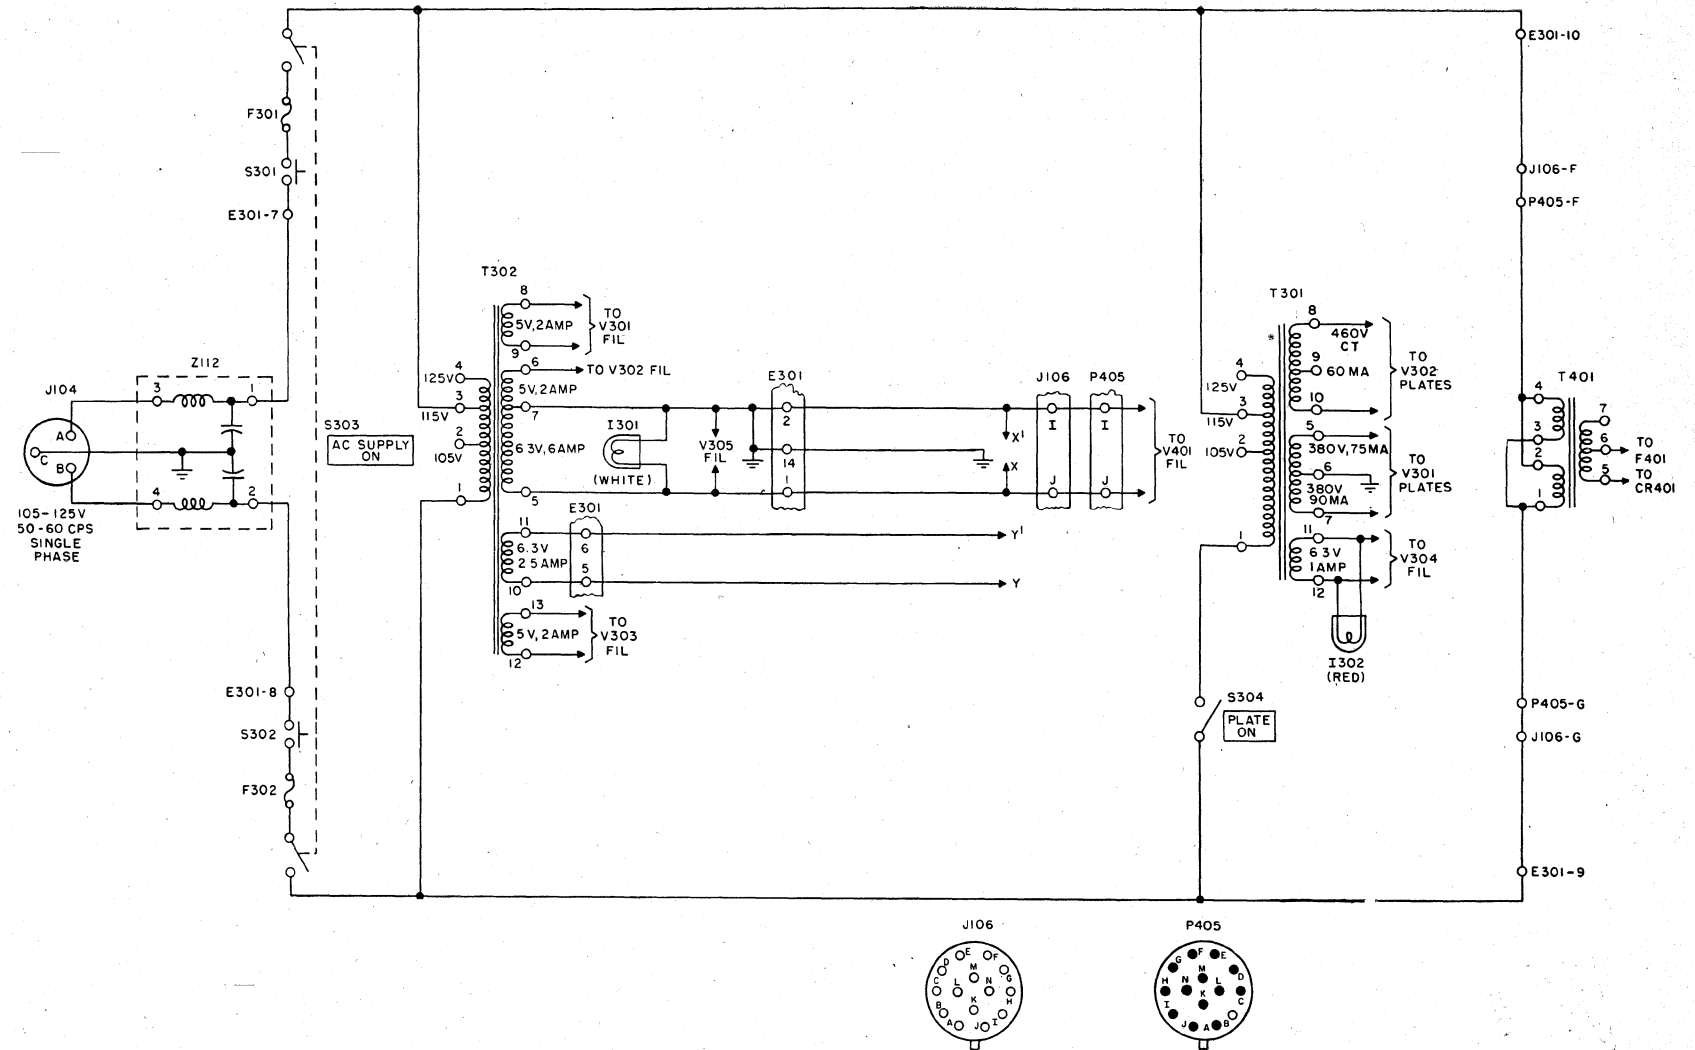 E301-10
F301
S301
E301-7
J106-F
P405-F
T302
8
5V, 2AMP
9
TO
V301
FIL
6
TO V302 FIL
5V, 2AMP
7
4
125V
3
115V
2
105V
1
6 3V, 6AMP
5
I301
(WHITE)
V305
FIL
E301
2
14
1
X'
X
J106
I
J
P405
I
J
TO
V401
FIL
11
6.3V
2 5AMP
10
E301
6
5
Y'
Y
13
5V, 2AMP
12
TO
V303
FIL
Z112
3
1
4
2
J104
A
C
B
105-125V
50-60 CPS
SINGLE
PHASE
S303
AC SUPPLY
ON
T301
8
460V
CT
9
60 MA
10
TO
V302
PLATES
4
125V
3
115V
2
105V
1
5
380V, 75MA
6
380V
90MA
7
TO
V301
PLATES
11
6 3V
1AMP
12
TO
V304
FIL
I302
(RED)
T401
4
3
2
1
7
6
5
TO
F401
TO
CR401
E301-8
S302
F302
S304
PLATE
ON
P405-G
J106-G
E301-9
J106
E
F
D
M
G
C
L
N
H
B
K
A
J
I
P405
F
E
G
M
D
H
N
L
C
K
I
J
A
B